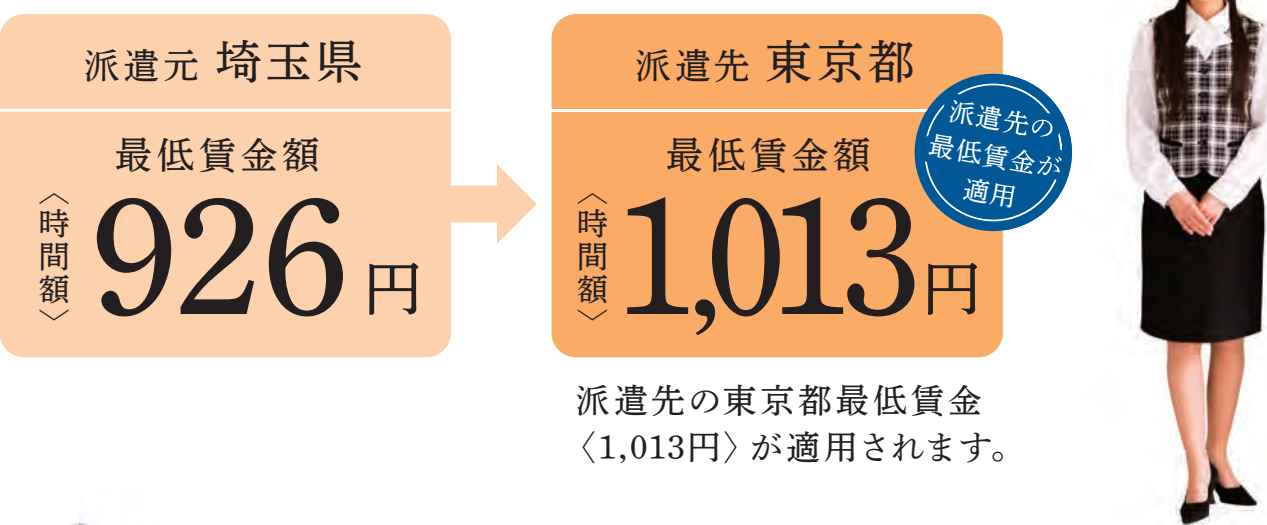 派遣元 埼玉県
最低賃金額
〈時間額〉
926円
派遣先 東京都
派遣先の
最低賃金が
適用
最低賃金額
〈時間額〉
1,013円
派遣先の東京都最低賃金
〈1,013円〉が適用されます。